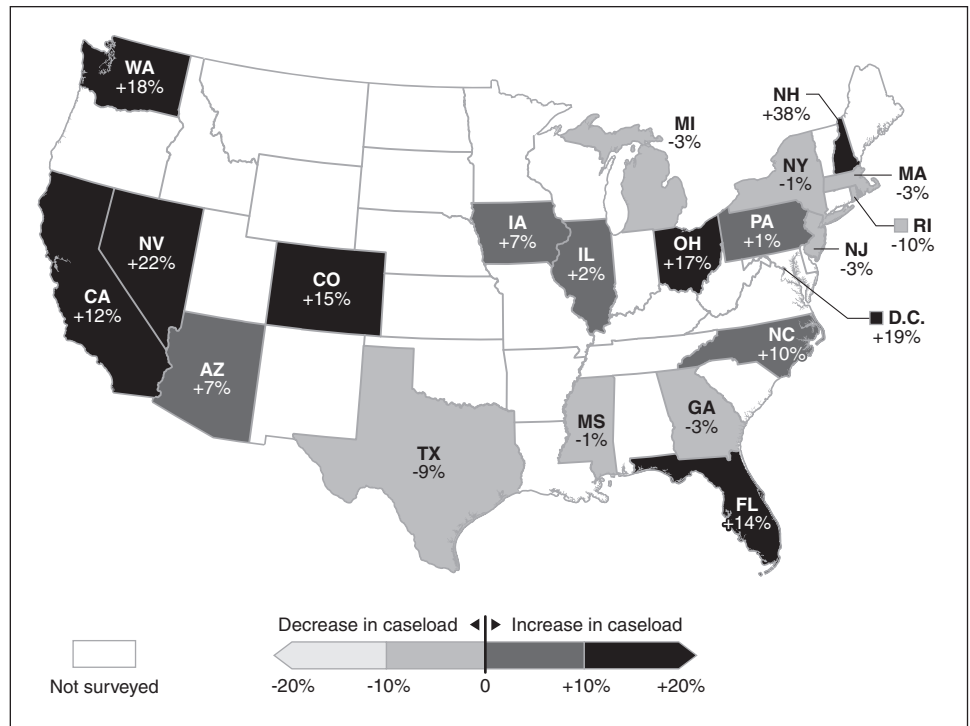 WA
+18%
NH
+38%
MI
-3%
NY
-1%
MA
-3%
RI
-10%
NJ
-3%
PA
+1%
OH
+17%
IA
+7%
IL
+2%
NV
+22%
CO
+15%
CA
+12%
D.C.
+19%
NC
+10%
AZ
+7%
GA
-3%
MS
-1%
TX
-9%
FL
+14%
Decrease in caseload ◄ ► Increase in caseload
Not surveyed
-20% -10% 0 +10% +20%